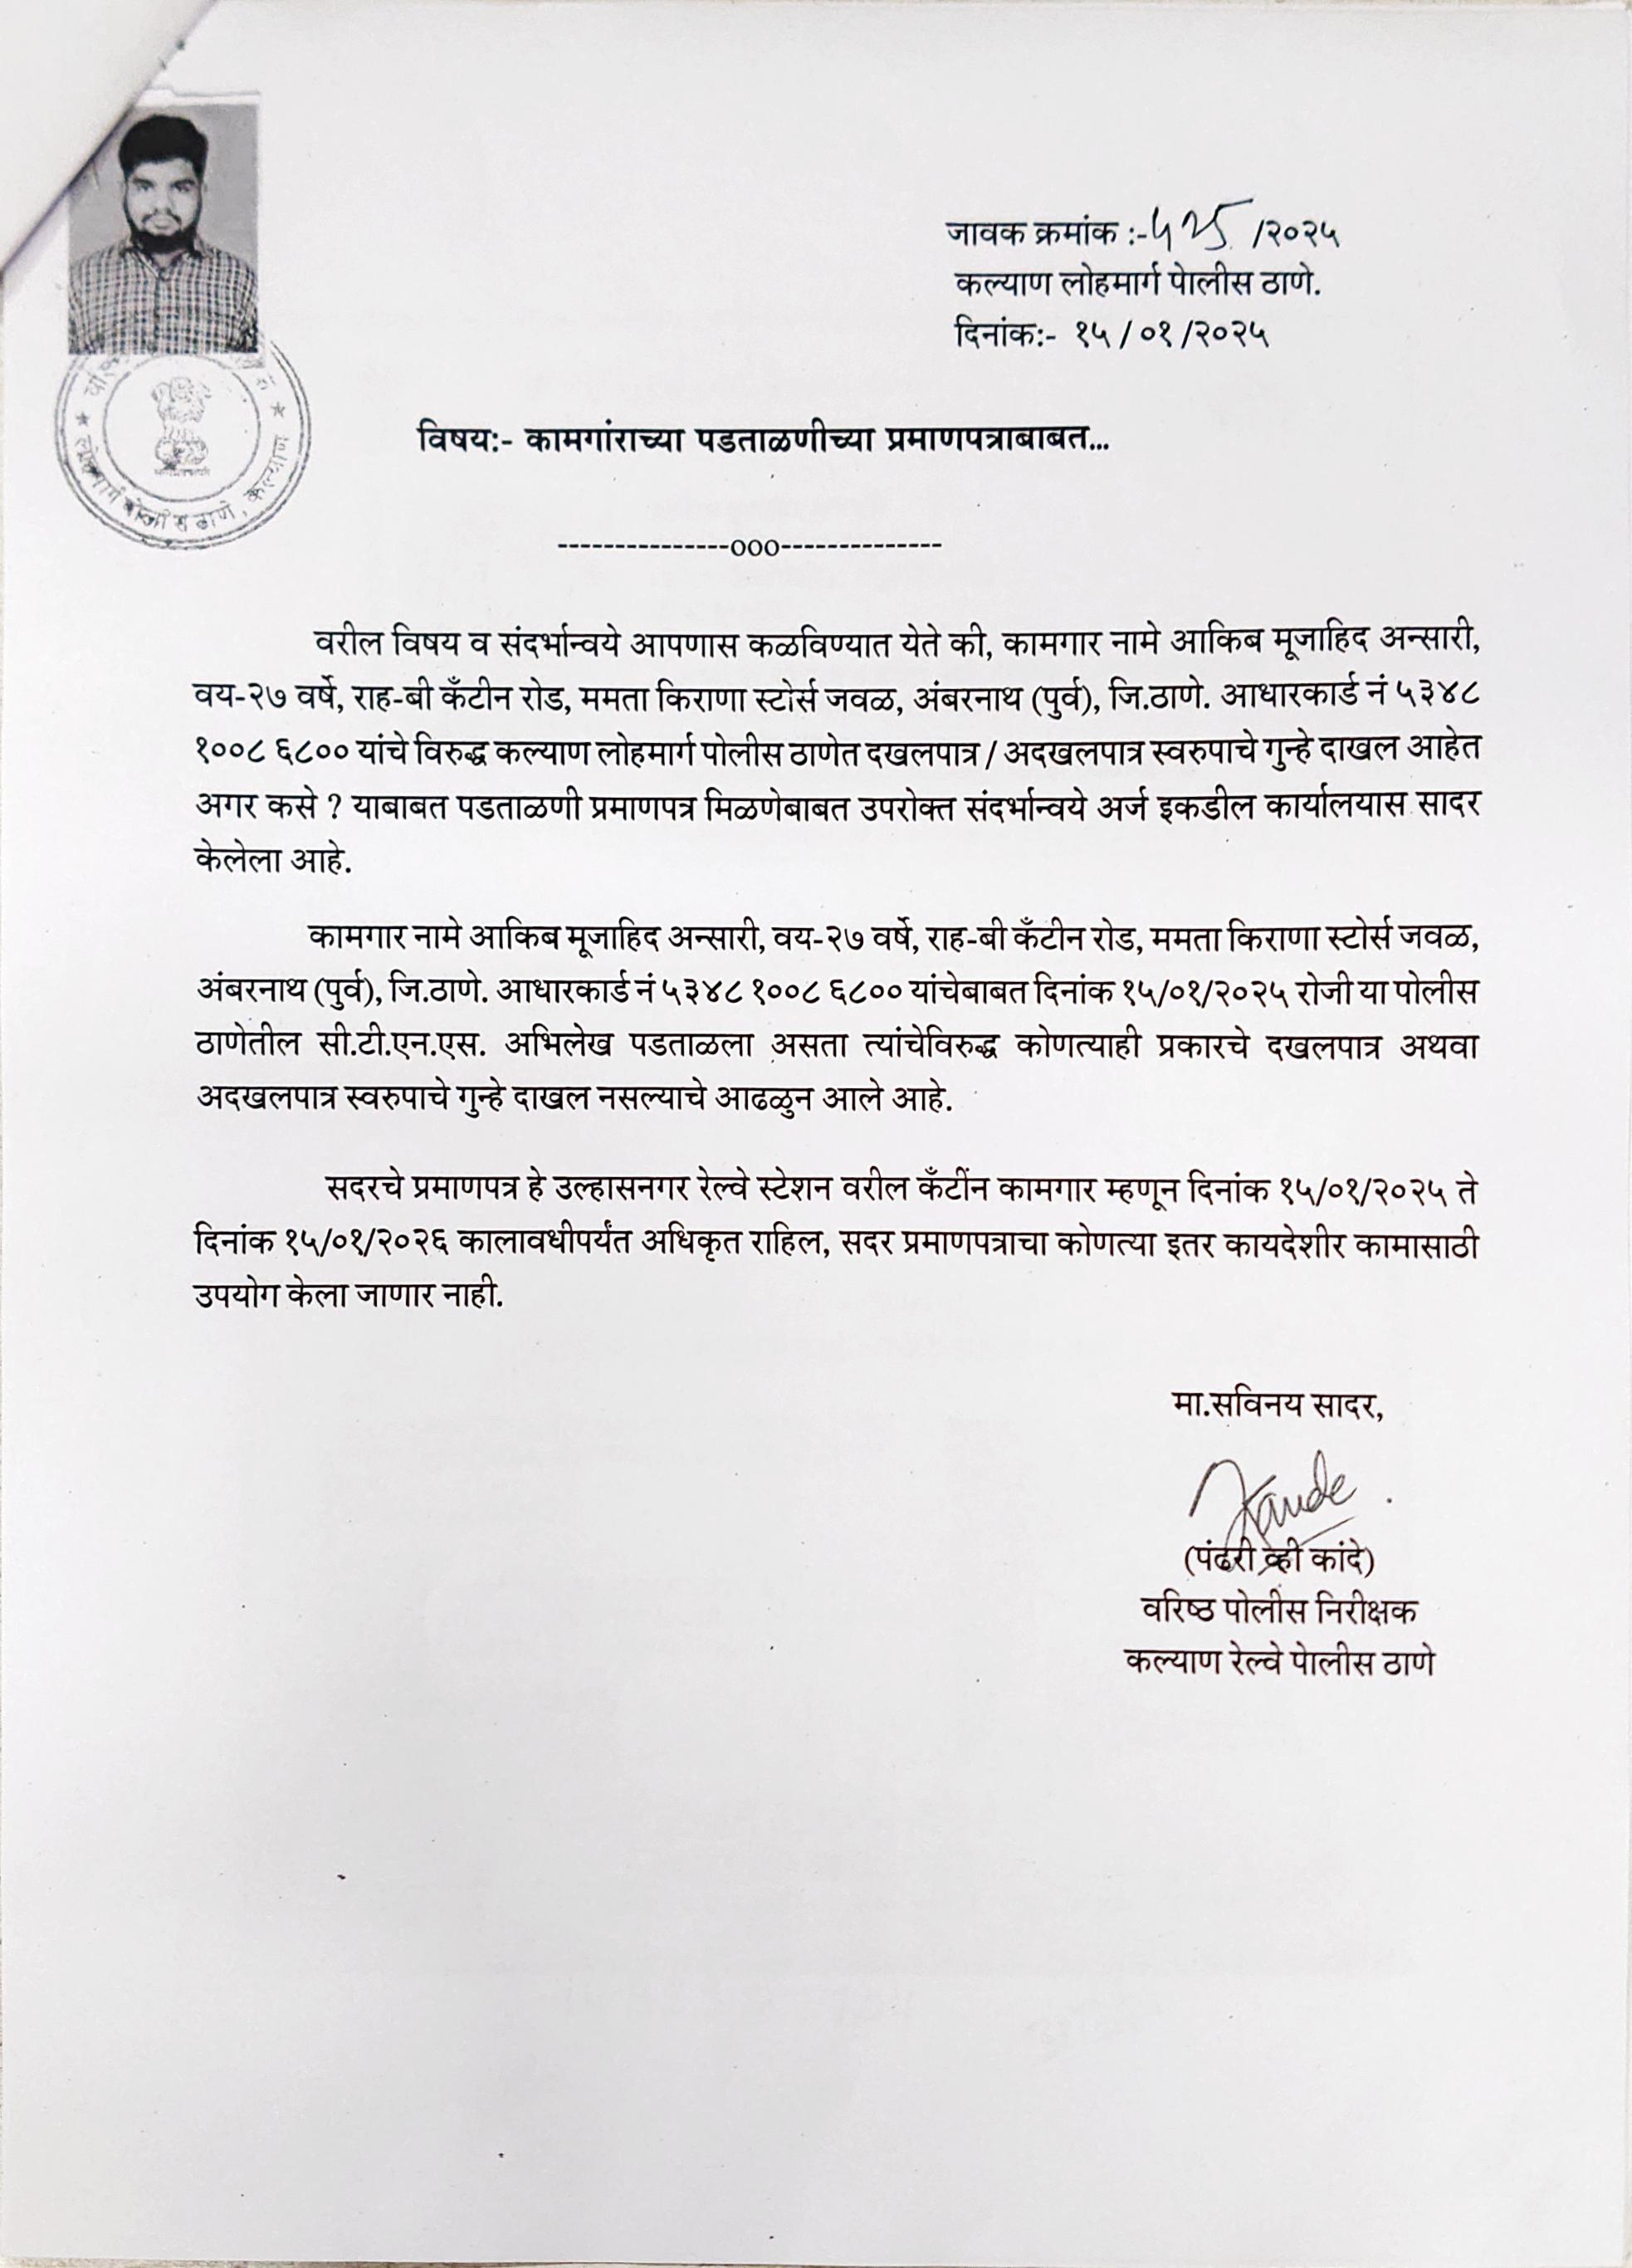 जावक क्रमांक :- /२०२५
कल्याण लोहमार्ग पोलीस ठाणे.
दिनांक:- १५ / ०१ /२०२५
विषय:- कामगांराच्या पडताळणीच्या प्रमाणपत्राबाबत...
---------------ooo--------------
लोहमार्ग पोलीस ठाणे, कल्याण
वरील विषय व संदर्भान्वये आपणास कळविण्यात येते की, कामगार नामे आकिब मूजाहिद अन्सारी,
वय-२७ वर्षे, राह-बी कँटीन रोड, ममता किराणा स्टोर्स जवळ, अंबरनाथ (पुर्व), जि.ठाणे. आधारकार्ड नं ५३४८
१००८ ६८०० यांचे विरुद्ध कल्याण लोहमार्ग पोलीस ठाणेत दखलपात्र / अदखलपात्र स्वरुपाचे गुन्हे दाखल आहेत
अगर कसे ? याबाबत पडताळणी प्रमाणपत्र मिळणेबाबत उपरोक्त संदर्भान्वये अर्ज इकडील कार्यालयास सादर
केलेला आहे.
कामगार नामे आकिब मूजाहिद अन्सारी, वय-२७ वर्षे, राह-बी कँटीन रोड, ममता किराणा स्टोर्स जवळ,
अंबरनाथ (पुर्व), जि.ठाणे. आधारकार्ड नं ५३४८ १००८ ६८०० यांचेबाबत दिनांक १५/०१/२०२५ रोजी या पोलीस
ठाणेतील सी.टी.एन.एस. अभिलेख पडताळला असता त्यांचेविरुद्ध कोणत्याही प्रकारचे दखलपात्र अथवा
अदखलपात्र स्वरुपाचे गुन्हे दाखल नसल्याचे आढळुन आले आहे.
सदरचे प्रमाणपत्र हे उल्हासनगर रेल्वे स्टेशन वरील कँटींन कामगार म्हणून दिनांक १५/०१/२०२५ ते
दिनांक १५/०१/२०२६ कालावधीपर्यंत अधिकृत राहिल, सदर प्रमाणपत्राचा कोणत्या इतर कायदेशीर कामासाठी
उपयोग केला जाणार नाही.
मा.सविनय सादर,
Kande
(पंढरी व्ही कांदे)
वरिष्ठ पोलीस निरीक्षक
कल्याण रेल्वे पोलीस ठाणे